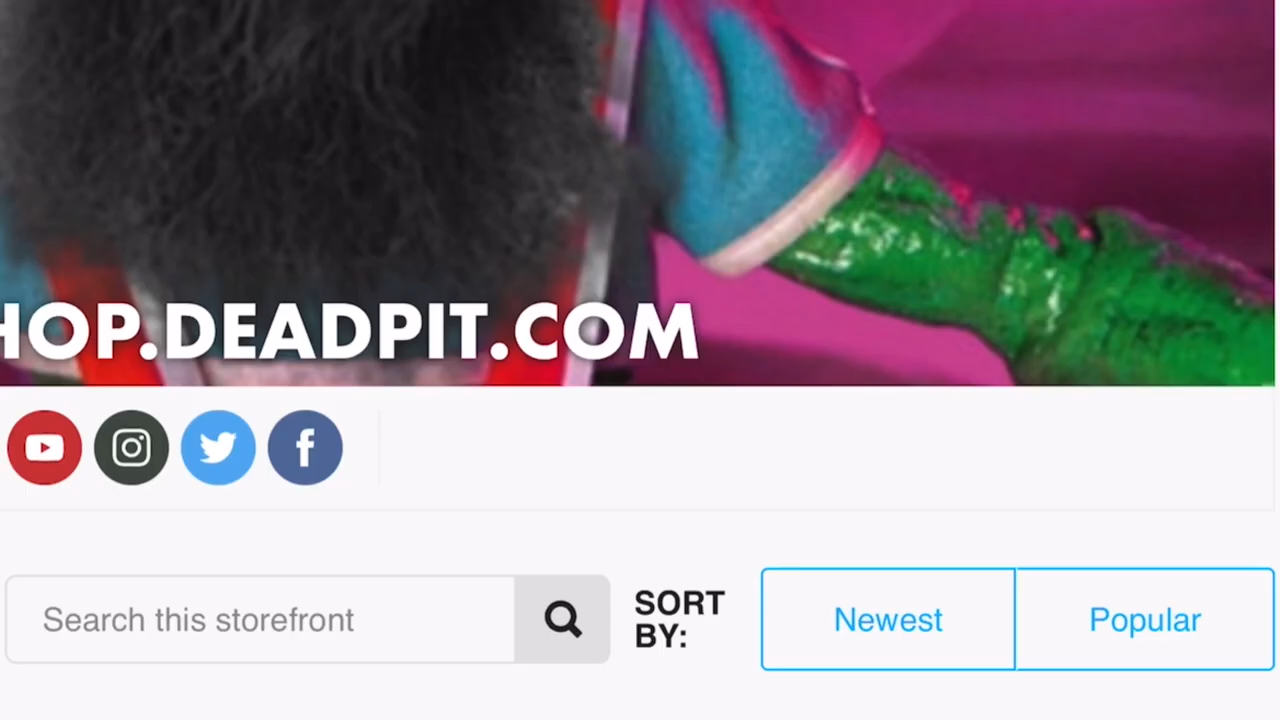 HOP.DEADPIT.COM
Search this storefront
SORT
BY:
Newest
Popular